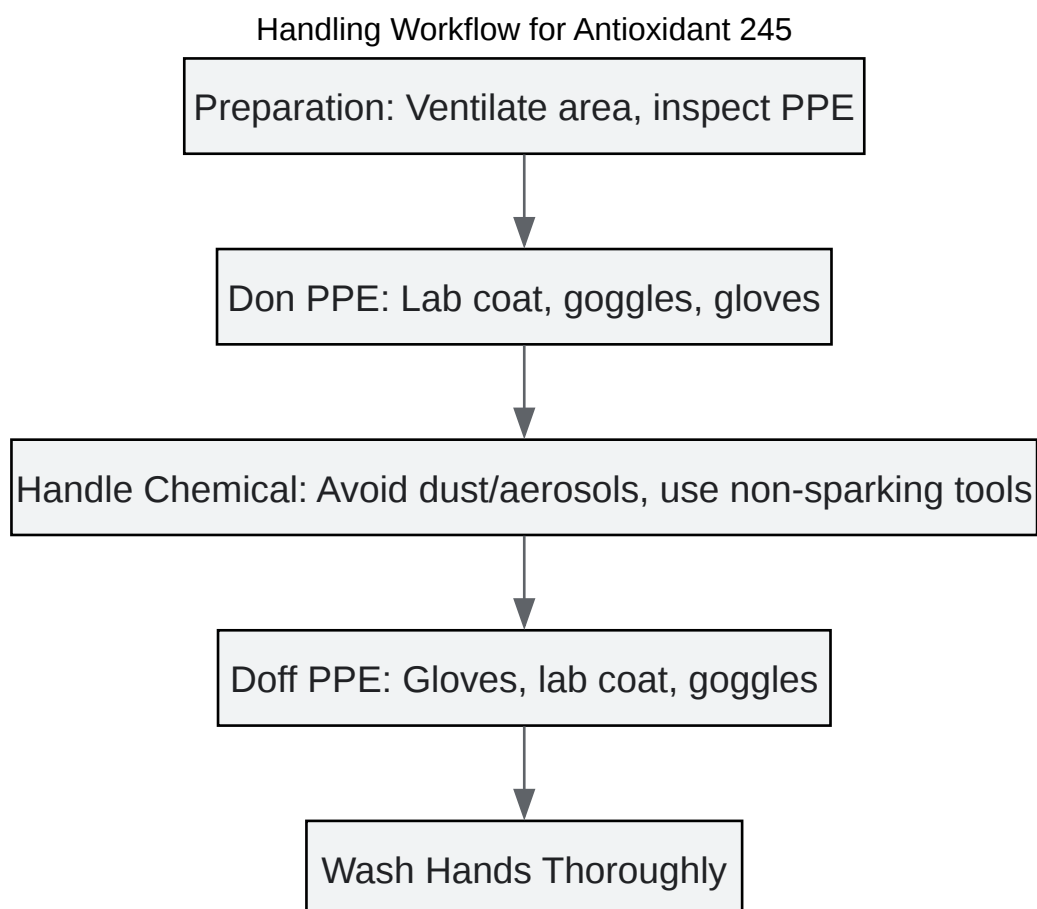 Handling Workflow for Antioxidant 245
Preparation: Ventilate area, inspect PPE
Don PPE: Lab coat, goggles, gloves
Handle Chemical: Avoid dust/aerosols, use non-sparking tools
Doff PPE: Gloves, lab coat, goggles
Wash Hands Thoroughly